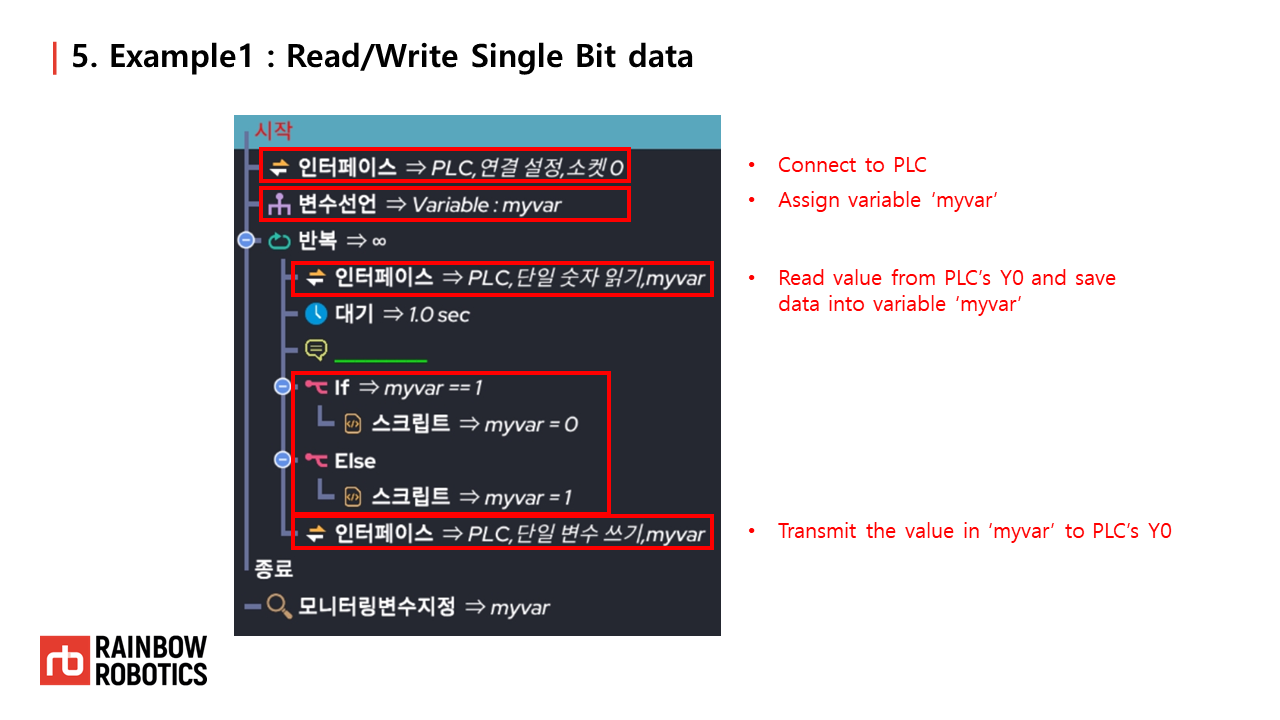 5. Example1 : Read/Write Single Bit data
시작
인터페이스 ⇒ PLC,연결 설정,소켓 0
변수선언 ⇒ Variable : myvar
반복 ⇒ ∞
인터페이스 ⇒ PLC,단일 숫자 읽기,myvar
대기 ⇒ 1.0 sec
If ⇒ myvar == 1
스크립트 ⇒ myvar = 0
Else
스크립트 ⇒ myvar = 1
인터페이스 ⇒ PLC,단일 변수 쓰기,myvar
종료
모니터링변수지정 ⇒ myvar
• Connect to PLC
• Assign variable ‘myvar’
• Read value from PLC’s Y0 and save
data into variable ‘myvar’
• Transmit the value in ‘myvar’ to PLC’s Y0
rb
RAINBOW
ROBOTICS